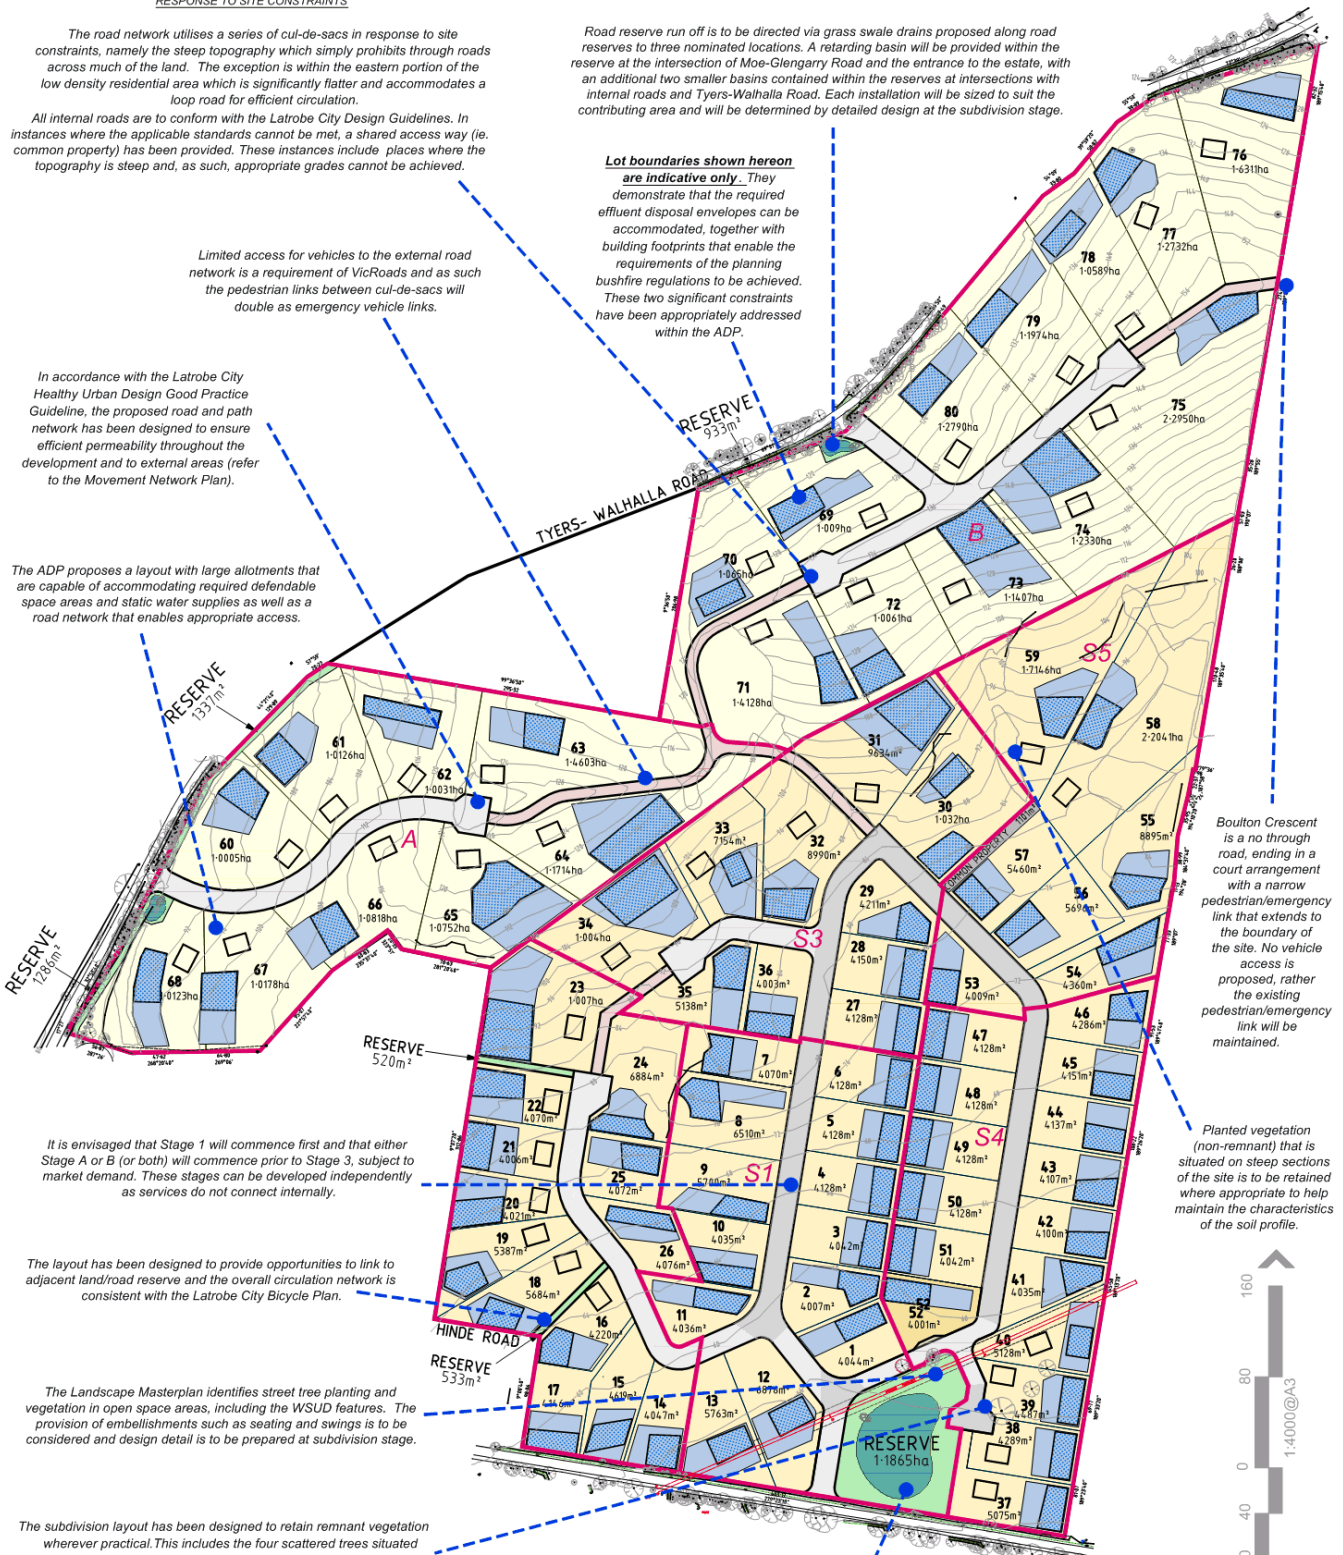 RESPONSE TO SITE CONSTRAINTS
The road network utilises a series of cul-de-sacs in response to site
constraints, namely the steep topography which simply prohibits through roads
across much of the land. The exception is within the eastern portion of the
low density residential area which is significantly flatter and accommodates a
loop road for efficient circulation.
All internal roads are to conform with the Latrobe City Design Guidelines. In
instances where the applicable standards cannot be met, a shared access way (ie.
common property) has been provided. These instances include places where the
topography is steep and, as such, appropriate grades cannot be achieved.
Road reserve run off is to be directed via grass swale drains proposed along road
reserves to three nominated locations. A retarding basin will be provided within the
reserve at the intersection of Moe-Glengarry Road and the entrance to the estate, with
an additional two smaller basins contained within the reserves at intersections with
internal roads and Tyers-Walhalla Road. Each installation will be sized to suit the
contributing area and will be determined by detailed design at the subdivision stage.
Lot boundaries shown hereon
are indicative only. They
demonstrate that the required
effluent disposal envelopes can be
accommodated, together with
building footprints that enable the
requirements of the planning
bushfire regulations to be achieved.
These two significant constraints
have been appropriately addressed
within the ADP.
Limited access for vehicles to the external road
network is a requirement of VicRoads and as such
the pedestrian links between cul-de-sacs will
double as emergency vehicle links.
In accordance with the Latrobe City
Healthy Urban Design Good Practice
Guideline, the proposed road and path
network has been designed to ensure
efficient permeability throughout the
development and to external areas (refer
to the Movement Network Plan).
The ADP proposes a layout with large allotments that
are capable of accommodating required defendable
space areas and static water supplies as well as a
road network that enables appropriate access.
It is envisaged that Stage 1 will commence first and that either
Stage A or B (or both) will commence prior to Stage 3, subject to
market demand. These stages can be developed independently
as services do not connect internally.
The layout has been designed to provide opportunities to link to
adjacent land/road reserve and the overall circulation network is
consistent with the Latrobe City Bicycle Plan.
The Landscape Masterplan identifies street tree planting and
vegetation in open space areas, including the WSUD features. The
provision of embellishments such as seating and swings is to be
considered and design detail is to be prepared at subdivision stage.
The subdivision layout has been designed to retain remnant vegetation
wherever practical.This includes the four scattered trees situated
Boulton Crescent
is a no through
road, ending in a
court arrangement
with a narrow
pedestrian/emergency
link that extends to
the boundary of
the site. No vehicle
access is
proposed, rather
the existing
pedestrian/emergency
link will be
maintained.
Planted vegetation
(non-remnant) that is
situated on steep sections
of the site is to be retained
where appropriate to help
maintain the characteristics
of the soil profile.
TYERS- WALHALLA ROAD
RESERVE
933m²
RESERVE
1337m²
RESERVE
1286m²
RESERVE
520m²
HINDE ROAD
RESERVE
533m²
RESERVE
1·1865ha
COMMON PROPERTY 1101m²
A
B
S1
S3
S4
S5
76
1·6311ha
77
1·2732ha
78
1·0589ha
79
1·1974ha
80
1·2790ha
75
2·2950ha
74
1·2330ha
73
1·1407ha
72
1·0061ha
71
1·4128ha
70
1·065ha
69
1·009ha
59
1·7146ha
58
2·2041ha
31
9634m²
30
1·032ha
61
1·0126ha
62
1·0031ha
63
1·4603ha
60
1·0005ha
64
1·1714ha
65
1·0752ha
66
1·0818ha
67
1·0178ha
68
1·0123ha
33
7154m²
32
8990m²
34
1·004ha
29
4211m²
28
4150m²
27
4128m²
57
5460m²
56
55
8895m²
54
4360m²
53
4009m²
36
4003m²
35
5138m²
23
1·007ha
24
6884m²
22
4070m²
21
4006m²
20
4021m²
19
5387m²
18
5684m²
16
4220m²
17
15
4619m²
14
4047m²
13
5763m²
12
25
4072m²
26
4076m²
11
4036m²
10
4035m²
9
8
6510m²
7
4070m²
6
4128m²
5
4128m²
4
4128m²
3
4042m²
2
4007m²
1
4044m²
47
4128m²
48
4128m²
49
4128m²
50
4128m²
51
4042m²
52
4001m²
46
4286m²
45
4151m²
44
4137m²
43
4107m²
42
4100m²
41
4035m²
40
5128m²
39
4487m²
38
4289m²
37
5075m²
160
80
0
40
1:4000@A3